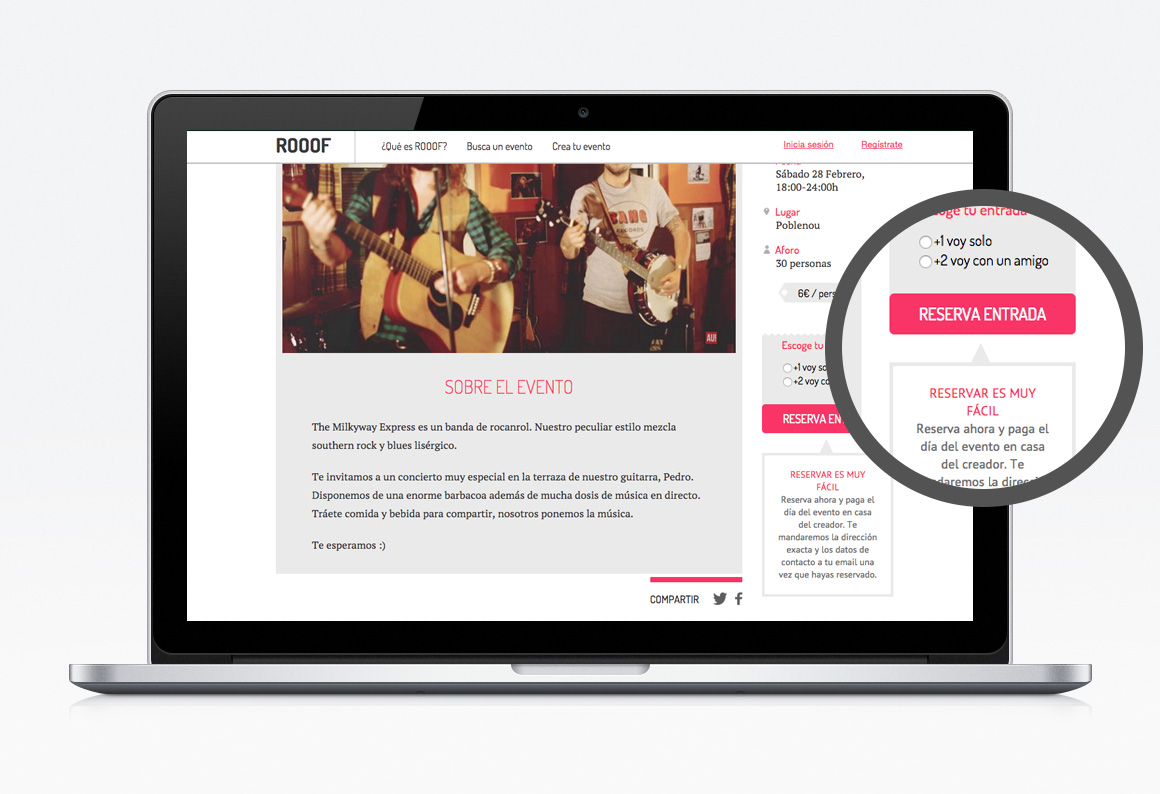 ROOOF
¿Qué es ROOOF?
Busca un evento
Crea tu evento
Inicia sesión
Regístrate
Sábado 28 Febrero,
18:00-24:00h
Lugar
Poblenou
Aforo
30 personas
6€ / pers
AU!
SOBRE EL EVENTO
The Milkyway Express es un banda de rocanrol. Nuestro peculiar estilo mezcla
southern rock y blues lisérgico.
Te invitamos a un concierto muy especial en la terraza de nuestro guitarra, Pedro.
Disponemos de una enorme barbacoa además de mucha dosis de música en directo.
Tráete comida y bebida para compartir, nosotros ponemos la música.
Te esperamos :)
COMPARTIR
Escoge tu
+1 voy so
+2 voy co
RESERVA EN
RESERVAR ES MUY
FÁCIL
Reserva ahora y paga el
día del evento en casa
del creador. Te
mandaremos la dirección
exacta y los datos de
contacto a tu email una
vez que hayas reservado.
tu entrada
+1 voy solo
+2 voy con un amigo
RESERVA ENTRADA
RESERVAR ES MUY
FÁCIL
Reserva ahora y paga el
día del evento en casa
del creador. Te
ndaremos la direcci